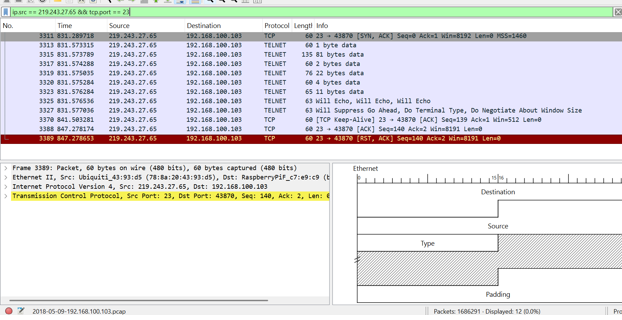 ip.src == 219.243.27.65 && tcp.port == 23
No. Time Source Destination Protocol Lengtl Info
3311 831.289718 219.243.27.65 192.168.100.103 TCP 60 23 → 43870 [SYN, ACK] Seq=0 Ack=1 Win=8192 Len=0 MSS=1460
3313 831.573315 219.243.27.65 192.168.100.103 TELNET 60 1 byte data
3315 831.573789 219.243.27.65 192.168.100.103 TELNET 135 81 bytes data
3317 831.574288 219.243.27.65 192.168.100.103 TELNET 60 2 bytes data
3319 831.575035 219.243.27.65 192.168.100.103 TELNET 76 22 bytes data
3320 831.575284 219.243.27.65 192.168.100.103 TELNET 60 4 bytes data
3323 831.576284 219.243.27.65 192.168.100.103 TELNET 65 11 bytes data
3325 831.576536 219.243.27.65 192.168.100.103 TELNET 63 Will Echo, Will Echo, Will Echo
3327 831.577036 219.243.27.65 192.168.100.103 TELNET 63 Will Suppress Go Ahead, Do Terminal Type, Do Negotiate About Window Size
3370 841.503281 219.243.27.65 192.168.100.103 TCP 60 [TCP Keep-Alive] 23 → 43870 [ACK] Seq=139 Ack=1 Win=512 Len=0
3388 847.278174 219.243.27.65 192.168.100.103 TCP 60 23 → 43870 [ACK] Seq=140 Ack=2 Win=8191 Len=0
3389 847.278653 219.243.27.65 192.168.100.103 TCP 60 23 → 43870 [RST, ACK] Seq=140 Ack=2 Win=8191 Len=0
Frame 3389: Packet, 60 bytes on wire (480 bits), 60 bytes captured (480 bits)
Ethernet II, Src: Ubiquiti_43:93:d5 (78:8a:20:43:93:d5), Dst: RaspberryPiF_c7:e9:c9 (b
Internet Protocol Version 4, Src: 219.243.27.65, Dst: 192.168.100.103
Transmission Control Protocol, Src Port: 23, Dst Port: 43870, Seq: 140, Ack: 2, Len: 0
Ethernet
0 15 16
Destination
Source
Type
Padding
2018-05-09-192.168.100.103.pcap Packets: 1686291 · Displayed: 12 (0.0%) Pro